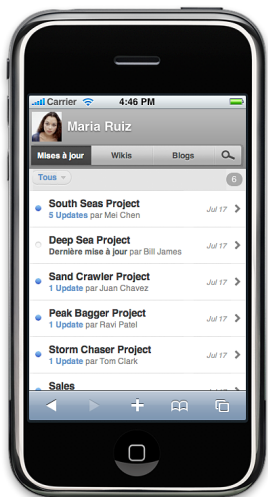 Carrier 4:46 PM
Maria Ruiz
Mises à jour Wikis Blogs
Tous 6
South Seas Project
5 Updates par Mei Chen Jul 17
Deep Sea Project
Dernière mise à jour par Bill James Jul 17
Sand Crawler Project
1 Update par Juan Chavez Jul 17
Peak Bagger Project
1 Update par Ravi Patel Jul 17
Storm Chaser Project
1 Update par Tom Clark Jul 17
Sales